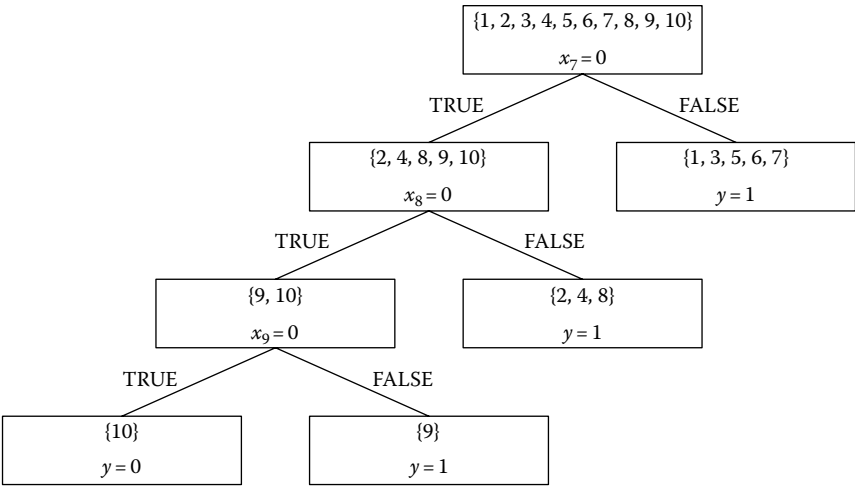 {1, 2, 3, 4, 5, 6, 7, 8, 9, 10}
x₇ = 0
TRUE
FALSE
{2, 4, 8, 9, 10}
x₈ = 0
{1, 3, 5, 6, 7}
y = 1
TRUE
FALSE
{9, 10}
x₉ = 0
{2, 4, 8}
y = 1
TRUE
FALSE
{10}
y = 0
{9}
y = 1